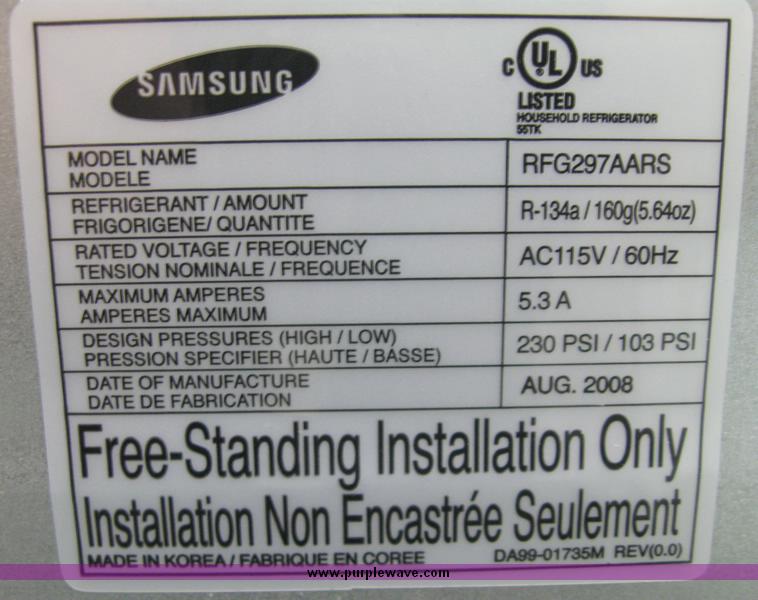 SAMSUNG
C UL ® US
LISTED
HOUSEHOLD REFRIGERATOR
55TK
MODEL NAME
MODELE
RFG297AARS
REFRIGERANT / AMOUNT
FRIGORIGENE/ QUANTITE
R-134a / 160g(5.64oz)
RATED VOLTAGE / FREQUENCY
TENSION NOMINALE / FREQUENCE
AC115V / 60Hz
MAXIMUM AMPERES
AMPERES MAXIMUM
5.3 A
DESIGN PRESSURES (HIGH / LOW)
PRESSION SPECIFIER (HAUTE / BASSE)
230 PSI / 103 PSI
DATE OF MANUFACTURE
DATE DE FABRICATION
AUG. 2008
Free-Standing Installation Only
Installation Non Encastrée Seulement
MADE IN KOREA / FABRIQUE EN COREE DA99-01735M REV(0.0)
www.purplewave.com